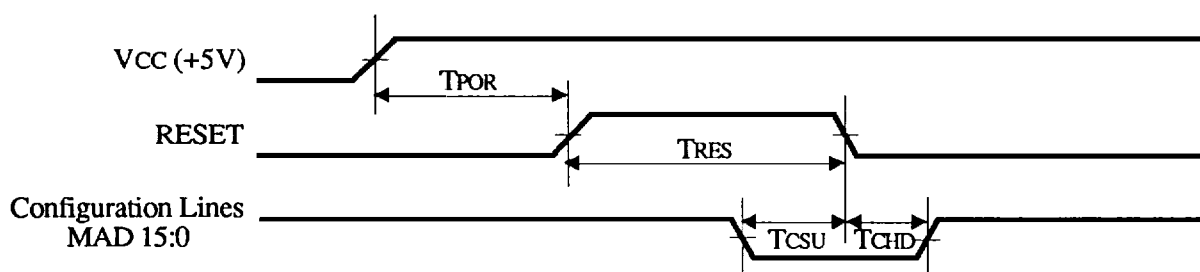 VCC (+5V)
TPOR
RESET
TRES
Configuration Lines
MAD 15:0
TCSU
TCHD